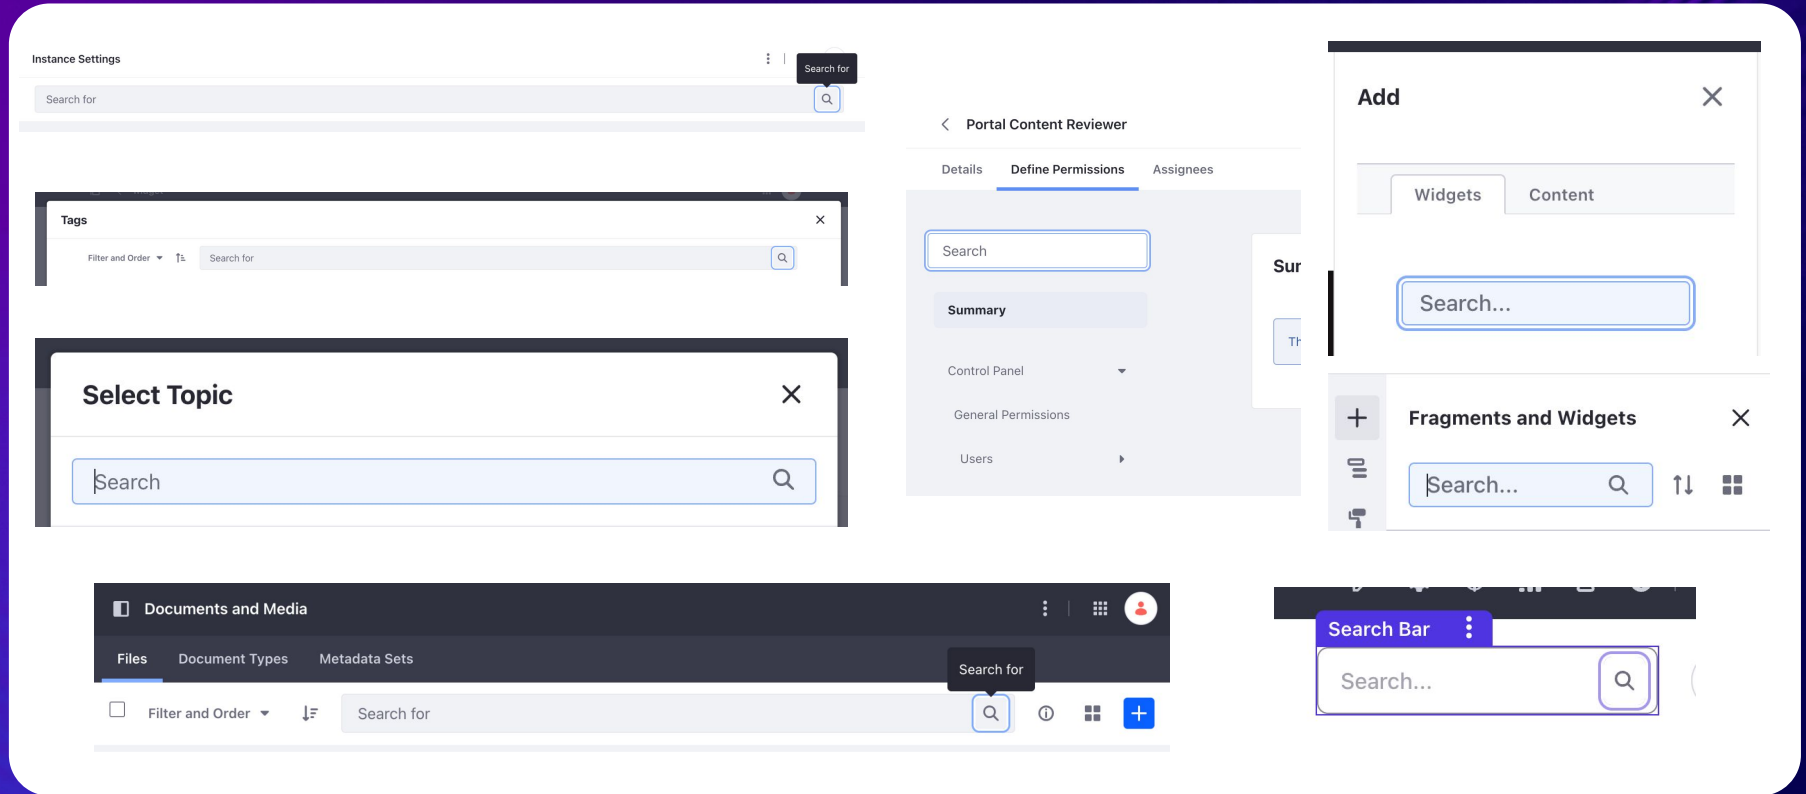 Instance Settings
Search for
Search for
Tags
Filter and Order
Search for
Select Topic
Search
Portal Content Reviewer
Details Define Permissions Assignees
Search
Summary
Control Panel
General Permissions
Users
Sur
Th
Add
Widgets Content
Search...
Fragments and Widgets
Search...
Documents and Media
Files Document Types Metadata Sets
Search for
Filter and Order
Search for
Search Bar
Search...